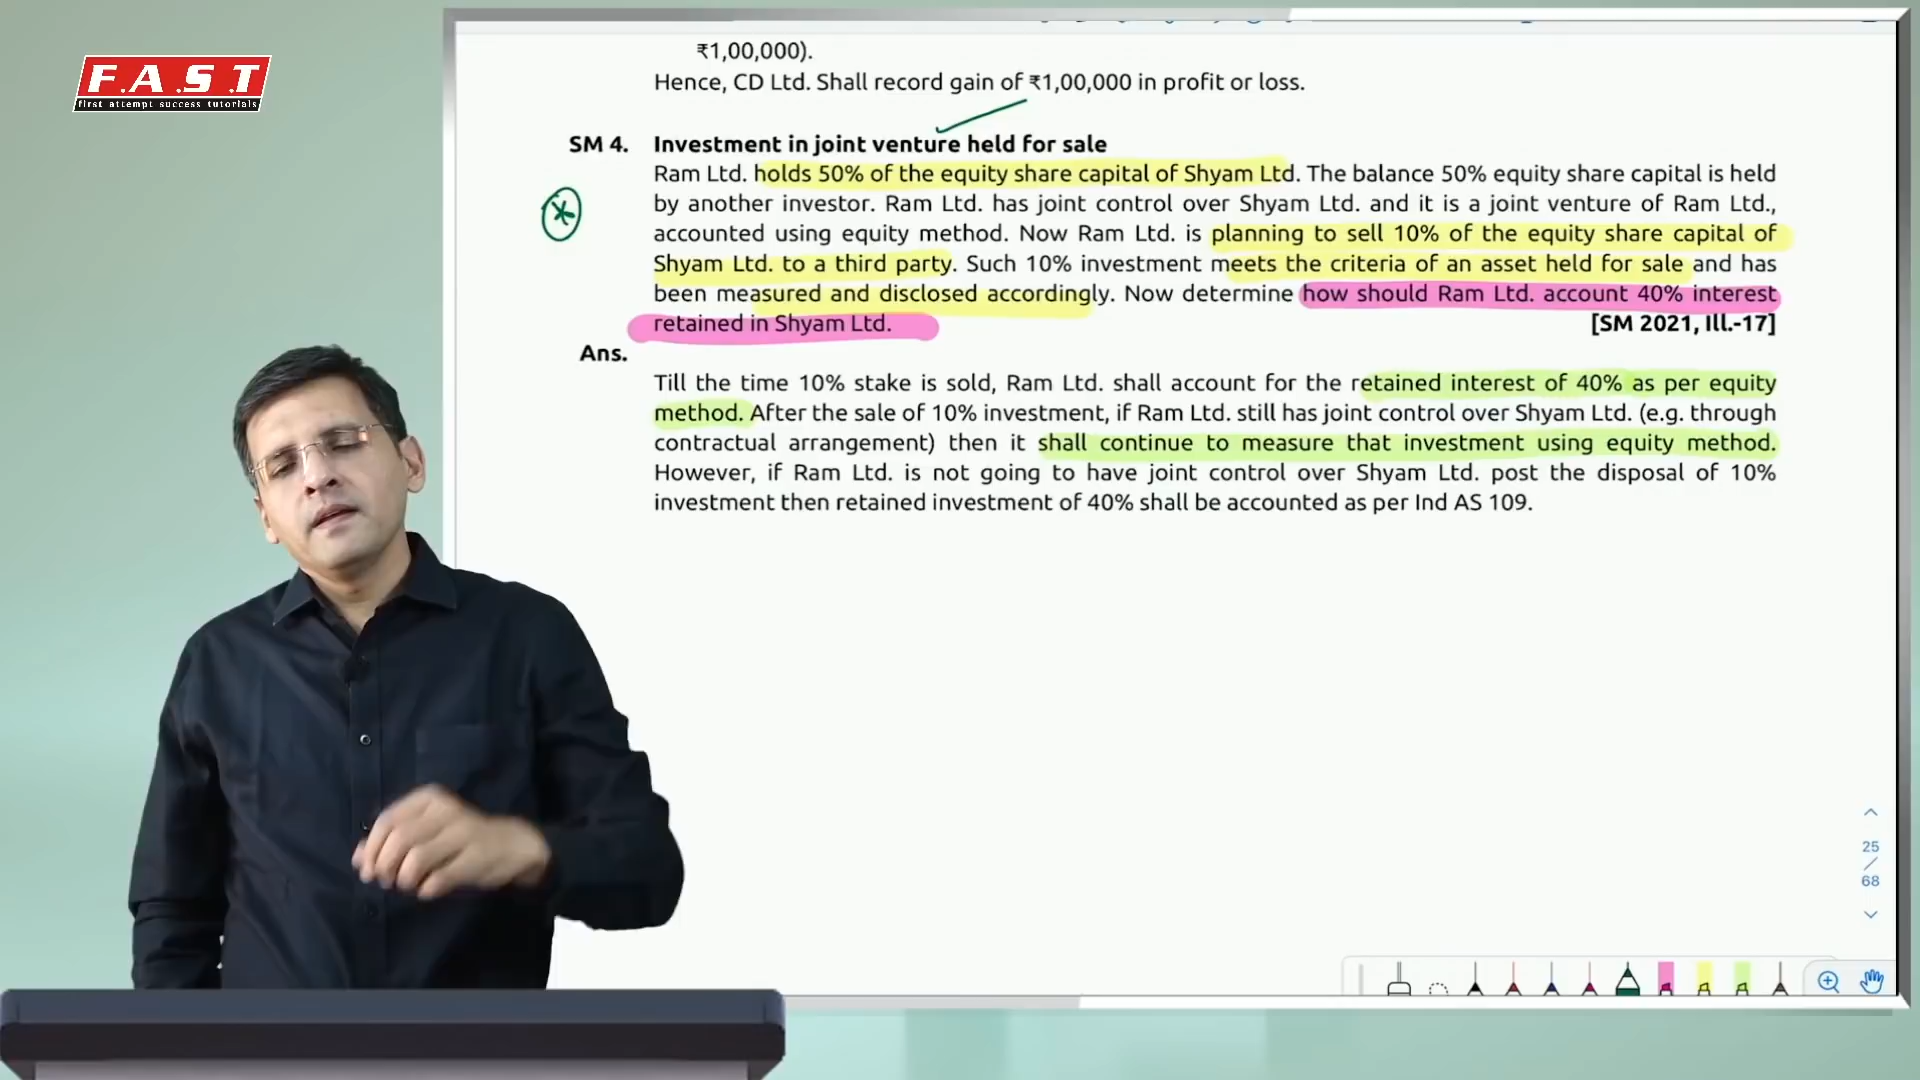 F.A.S.T
first attempt success tutorials
₹1,00,000).
Hence, CD Ltd. Shall record gain of ₹1,00,000 in profit or loss.
SM 4. Investment in joint venture held for sale
Ram Ltd. holds 50% of the equity share capital of Shyam Ltd. The balance 50% equity share capital is held
by another investor. Ram Ltd. has joint control over Shyam Ltd. and it is a joint venture of Ram Ltd.,
accounted using equity method. Now Ram Ltd. is planning to sell 10% of the equity share capital of
Shyam Ltd. to a third party. Such 10% investment meets the criteria of an asset held for sale and has
been measured and disclosed accordingly. Now determine how should Ram Ltd. account 40% interest
retained in Shyam Ltd. [SM 2021, Ill.-17]
Ans.
Till the time 10% stake is sold, Ram Ltd. shall account for the retained interest of 40% as per equity
method. After the sale of 10% investment, if Ram Ltd. still has joint control over Shyam Ltd. (e.g. through
contractual arrangement) then it shall continue to measure that investment using equity method.
However, if Ram Ltd. is not going to have joint control over Shyam Ltd. post the disposal of 10%
investment then retained investment of 40% shall be accounted as per Ind AS 109.
25
/
68